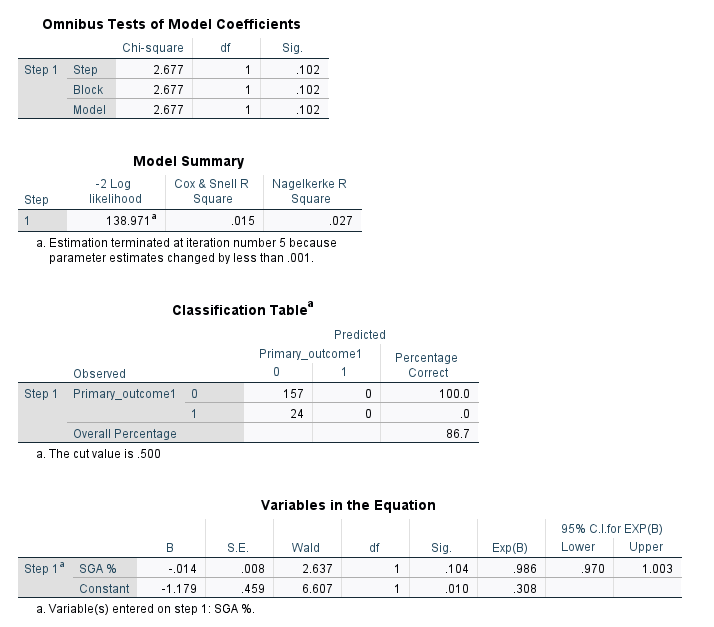 Omnibus Tests of Model Coefficients
Chi-square df Sig.
Step 1 Step 2.677 1 .102
Block 2.677 1 .102
Model 2.677 1 .102
Model Summary
Step -2 Log likelihood Cox & Snell R Square Nagelkerke R Square
1 138.971a .015 .027
a. Estimation terminated at iteration number 5 because
parameter estimates changed by less than .001.
Classification Tablea
Predicted
Primary_outcome1 Percentage Correct
Observed 0 1
Step 1 Primary_outcome1 0 157 0 100.0
1 24 0 .0
Overall Percentage 86.7
a. The cut value is .500
Variables in the Equation
95% C.I.for EXP(B)
B S.E. Wald df Sig. Exp(B) Lower Upper
Step 1a SGA % -.014 .008 2.637 1 .104 .986 .970 1.003
Constant -1.179 .459 6.607 1 .010 .308
a. Variable(s) entered on step 1: SGA %.